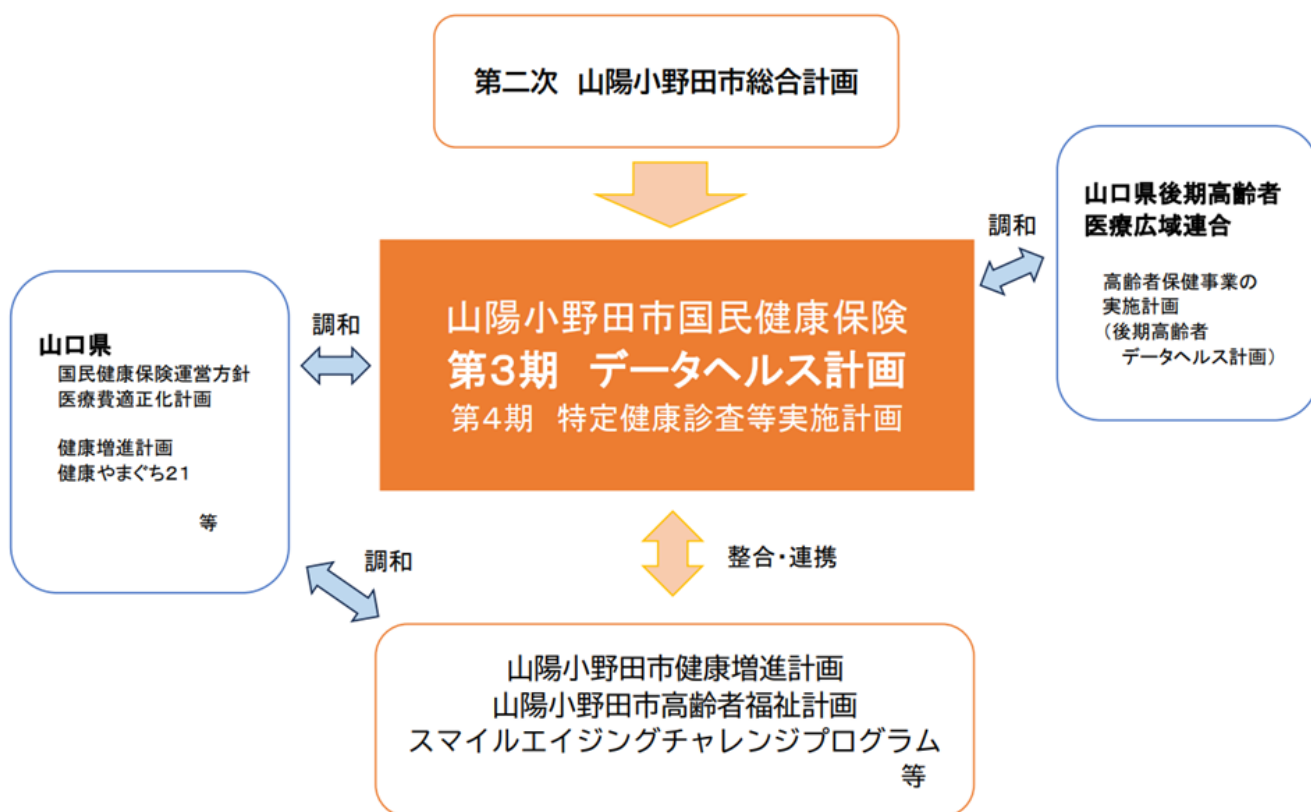 第二次 山陽小野田市総合計画
山口県後期高齢者
医療広域連合
高齢者保健事業の
実施計画
(後期高齢者
データヘルス計画)
調和
山陽小野田市国民健康保険
第3期 データヘルス計画
第4期 特定健康診査等実施計画
調和
山口県
国民健康保険運営方針
医療費適正化計画
健康増進計画
健康やまぐち21
等
調和
整合・連携
山陽小野田市健康増進計画
山陽小野田市高齢者福祉計画
スマイルエイジングチャレンジプログラム
等